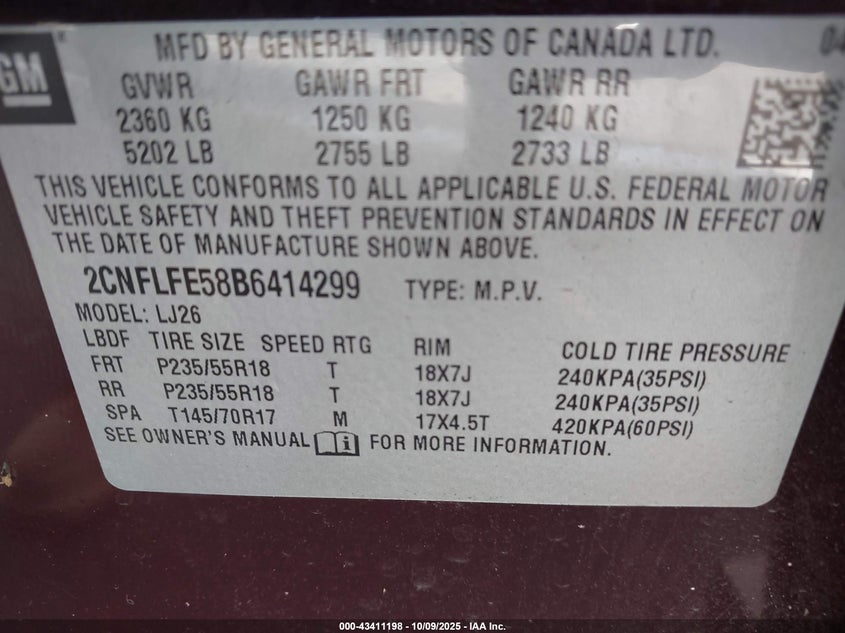 GM
MFD BY GENERAL MOTORS OF CANADA LTD. 04
GVWR GAWR FRT GAWR RR
2360 KG 1250 KG 1240 KG
5202 LB 2755 LB 2733 LB
THIS VEHICLE CONFORMS TO ALL APPLICABLE U.S. FEDERAL MOTOR
VEHICLE SAFETY AND THEFT PREVENTION STANDARDS IN EFFECT ON
THE DATE OF MANUFACTURE SHOWN ABOVE.
2CNFLFE58B6414299 TYPE: M.P.V.
MODEL: LJ26
LBDF TIRE SIZE SPEED RTG RIM COLD TIRE PRESSURE
FRT P235/55R18 T 18X7J 240KPA(35PSI)
RR P235/55R18 T 18X7J 240KPA(35PSI)
SPA T145/70R17 M 17X4.5T 420KPA(60PSI)
SEE OWNER'S MANUAL FOR MORE INFORMATION.
000-43411198 - 10/09/2025 - IAA Inc.